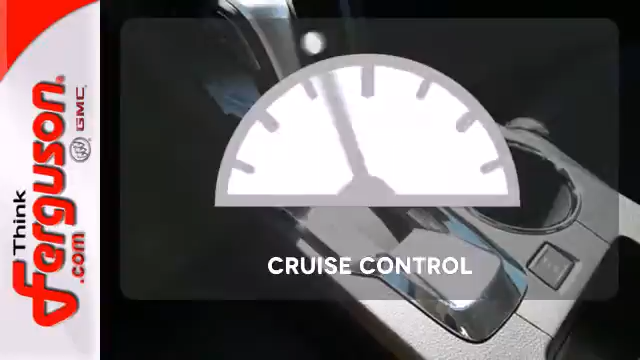 Think
Ferguson
.com
GMC
CRUISE CONTROL